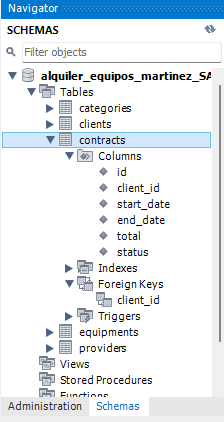 Navigator
SCHEMAS
Filter objects
alquiler_equipos_martinez_SA
Tables
categories
clients
contracts
Columns
id
client_id
start_date
end_date
total
status
Indexes
Foreign Keys
client_id
Triggers
equipments
providers
Views
Stored Procedures
Functions
Administration Schemas